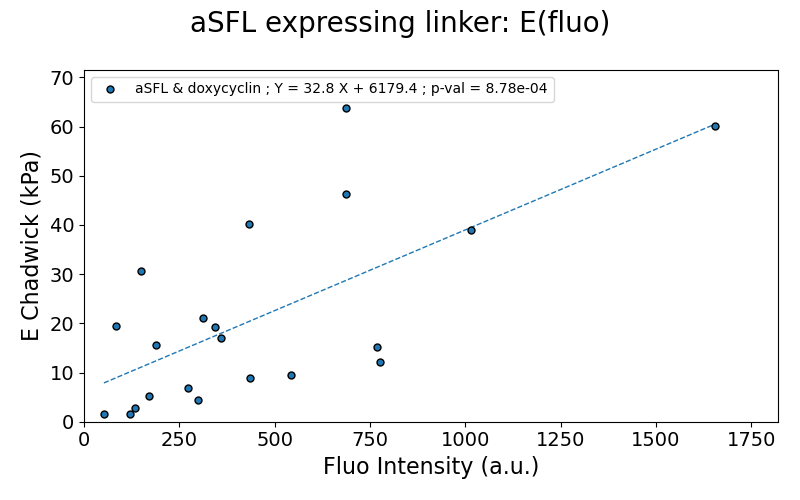 aSFL expressing linker: E(fluo)
aSFL & doxycyclin ; Y = 32.8 X + 6179.4 ; p-val = 8.78e-04
E Chadwick (kPa)
70
60
50
40
30
20
10
0
0 250 500 750 1000 1250 1500 1750
Fluo Intensity (a.u.)